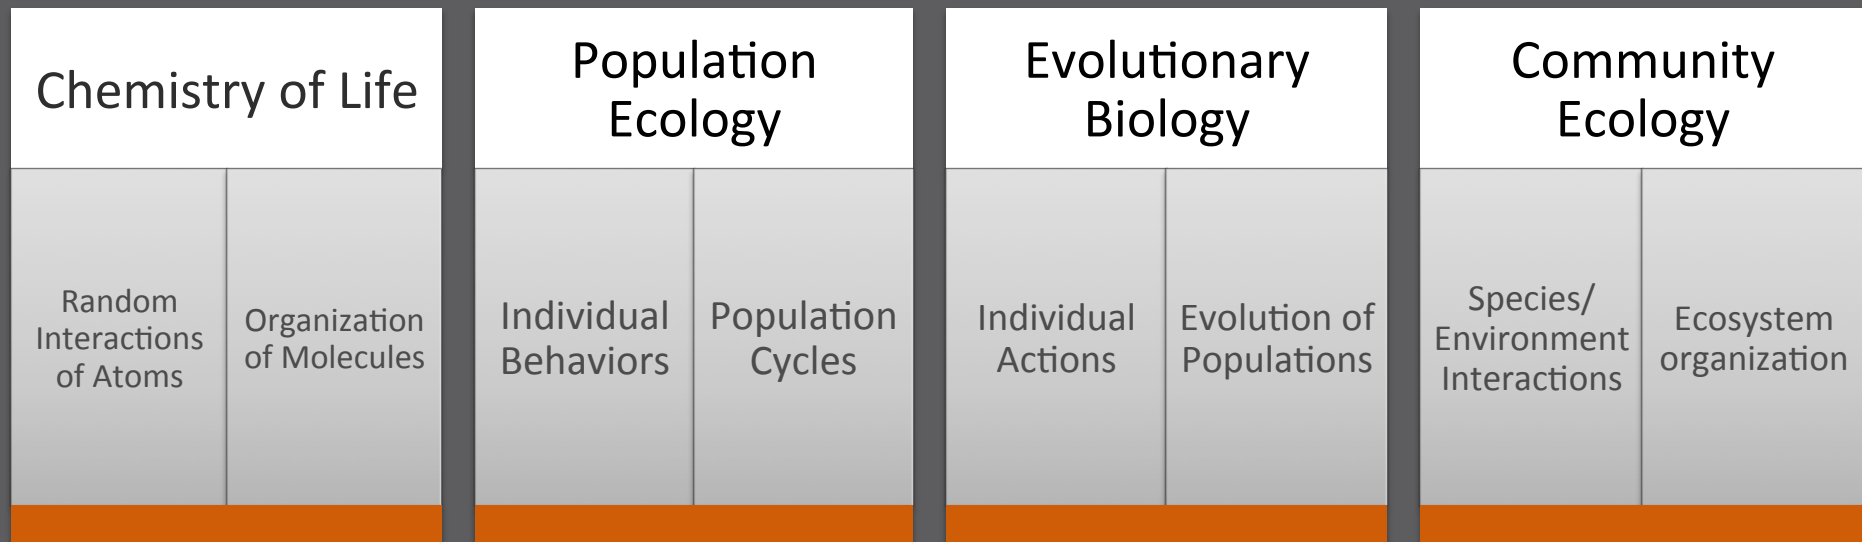 Chemistry of Life
Random
Interactions
of Atoms
Organization
of Molecules
Population
Ecology
Individual
Behaviors
Population
Cycles
Evolutionary
Biology
Individual
Actions
Evolution of
Populations
Community
Ecology
Species/
Environment
Interactions
Ecosystem
organization